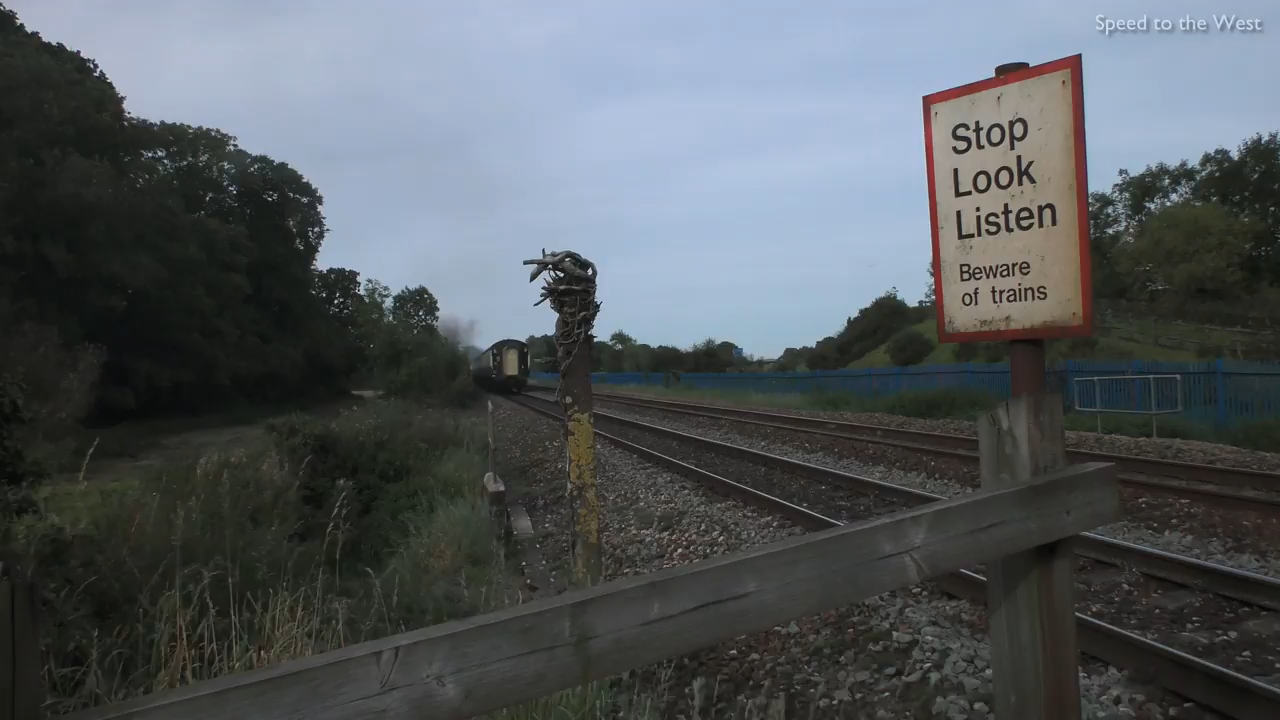 Speed to the West
Stop
Look
Listen
Beware
of trains